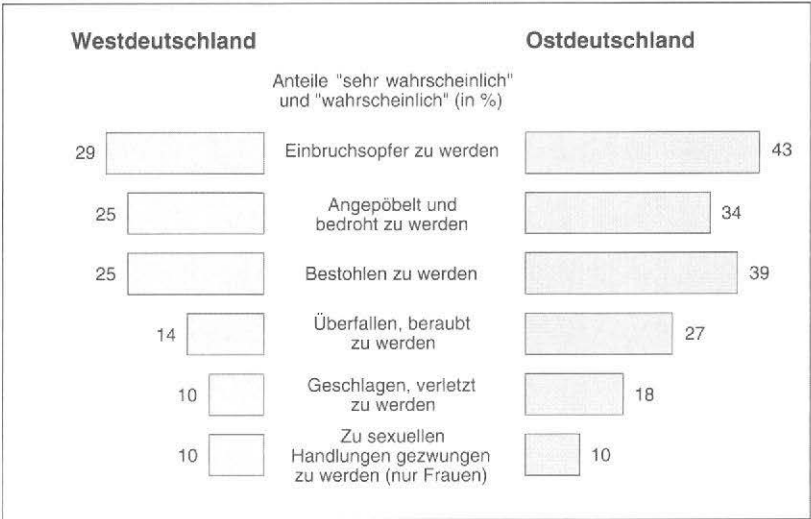 Westdeutschland Ostdeutschland
Anteile "sehr wahrscheinlich"
und "wahrscheinlich" (in %)
29 Einbruchsopfer zu werden 43
25 Angepöbelt und
bedroht zu werden 34
25 Bestohlen zu werden 39
14 Überfallen, beraubt
zu werden 27
10 Geschlagen, verletzt
zu werden 18
10 Zu sexuellen
Handlungen gezwungen
zu werden (nur Frauen) 10